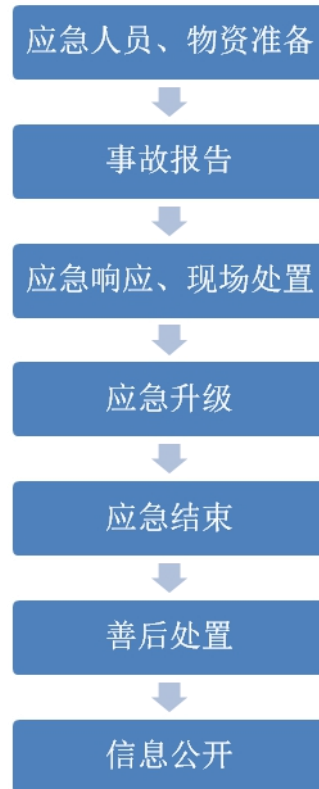 应急人员、物资准备
事故报告
应急响应、现场处置
应急升级
应急结束
善后处置
信息公开